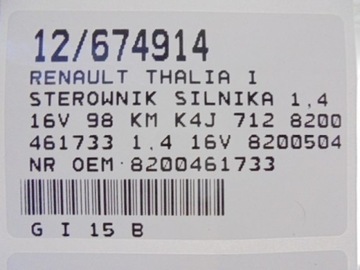 12/674914
RENAULT THALIA I
STEROWNIK SILNIKA 1,4
16V 98 KM K4J 712 8200
461733 1.4 16V 8200504
NR OEM 8200461733
G I 15 B